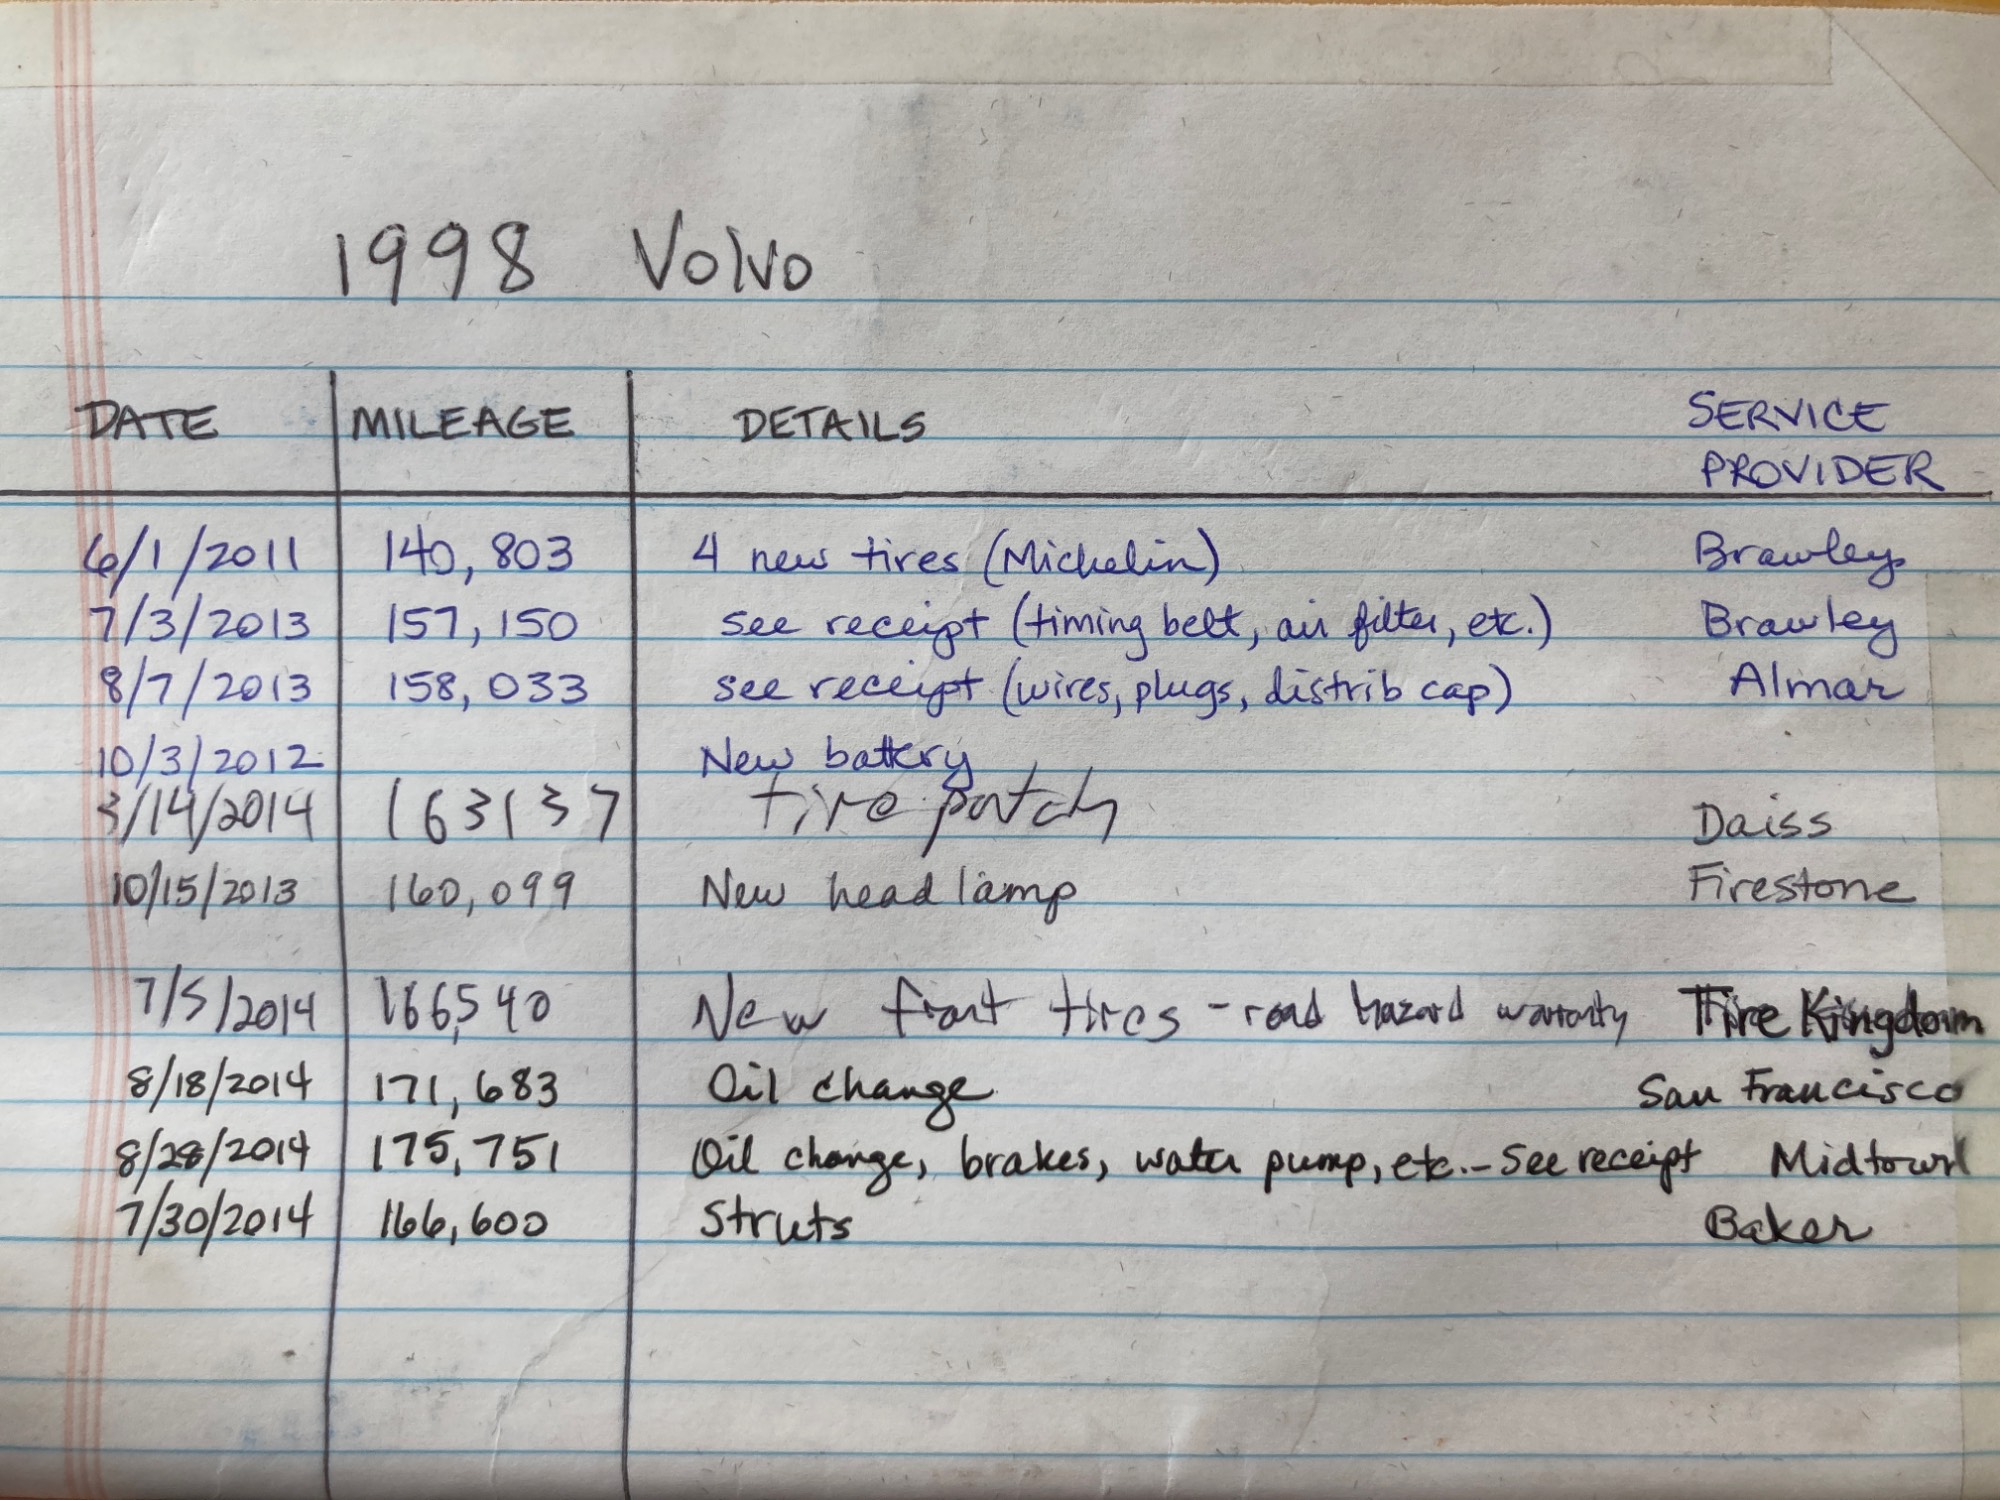 1998 Volvo
DATE MILEAGE DETAILS SERVICE
PROVIDER
6/1/2011 140,803 4 new tires (Michelin) Brawleys
7/3/2013 157,150 see receipt (timing belt, air filter, etc.) Brawley
8/7/2013 158,033 see receipt (wires, plugs, distrib cap) Almar
10/3/2012 New battery
3/14/2014 163137 tire patch Daiss
10/15/2013 160,099 New head lamp Firestone
7/5/2014 166,540 New front tires - road hazard warranty Tire Kingdom
8/18/2014 171,683 Oil change San Francisco
8/28/2014 175,751 Oil change, brakes, water pump, etc. - See receipt Midtown
7/30/2014 166,600 Struts Baker